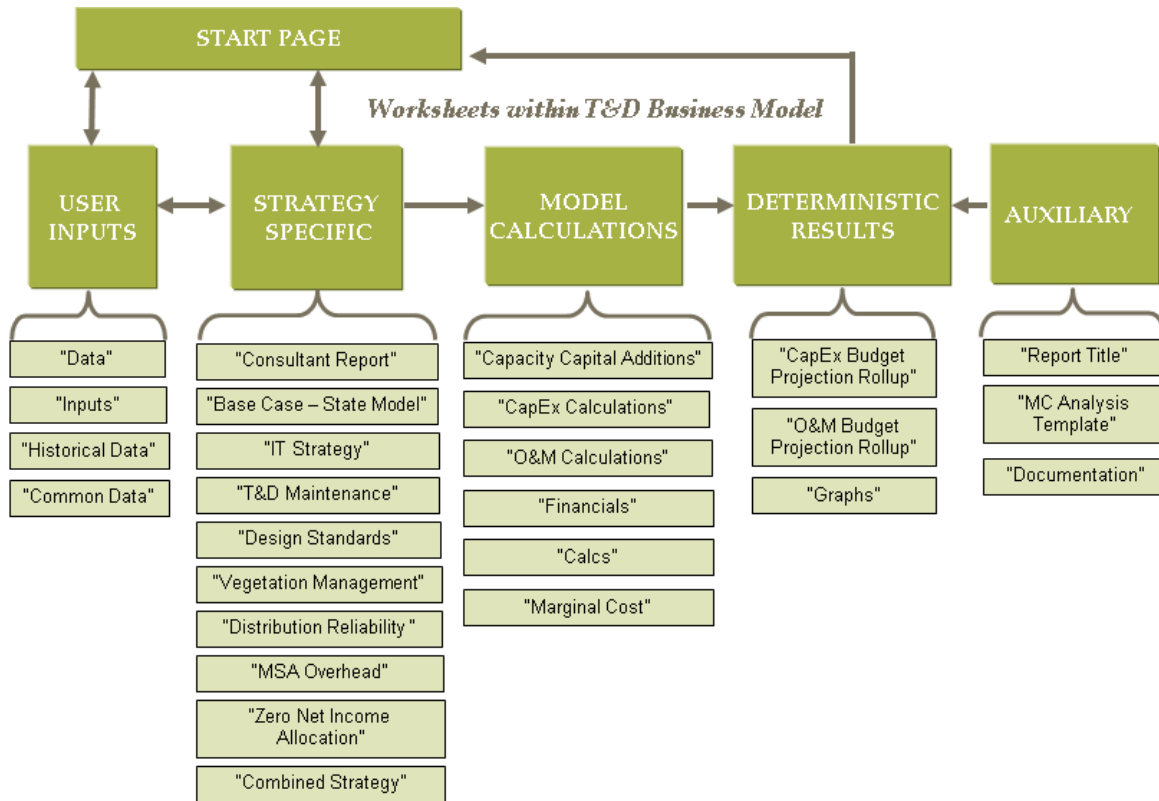 START PAGE
Worksheets within T&D Business Model
USER
INPUTS
STRATEGY
SPECIFIC
MODEL
CALCULATIONS
DETERMINISTIC
RESULTS
AUXILIARY
"Data"
"Inputs"
"Historical Data"
"Common Data"
"Consultant Report"
"Base Case – State Model"
"IT Strategy"
"T&D Maintenance"
"Design Standards"
"Vegetation Management"
"Distribution Reliability "
"MSA Overhead"
"Zero Net Income
Allocation"
"Combined Strategy"
"Capacity Capital Additions"
"CapEx Calculations"
"O&M Calculations"
"Financials"
"Calcs"
"Marginal Cost"
"CapEx Budget
Projection Rollup"
"O&M Budget
Projection Rollup"
"Graphs"
"Report Title"
"MC Analysis
Template"
"Documentation"